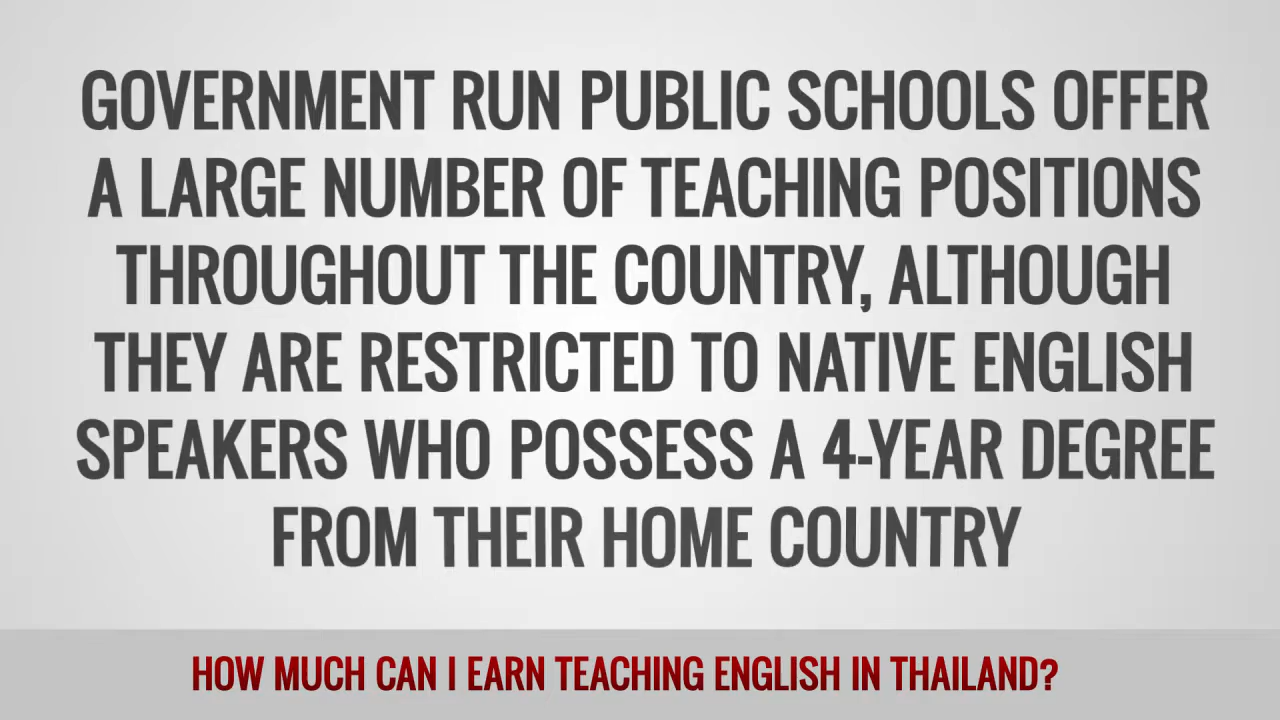 GOVERNMENT RUN PUBLIC SCHOOLS OFFER
A LARGE NUMBER OF TEACHING POSITIONS
THROUGHOUT THE COUNTRY, ALTHOUGH
THEY ARE RESTRICTED TO NATIVE ENGLISH
SPEAKERS WHO POSSESS A 4-YEAR DEGREE
FROM THEIR HOME COUNTRY
HOW MUCH CAN I EARN TEACHING ENGLISH IN THAILAND?